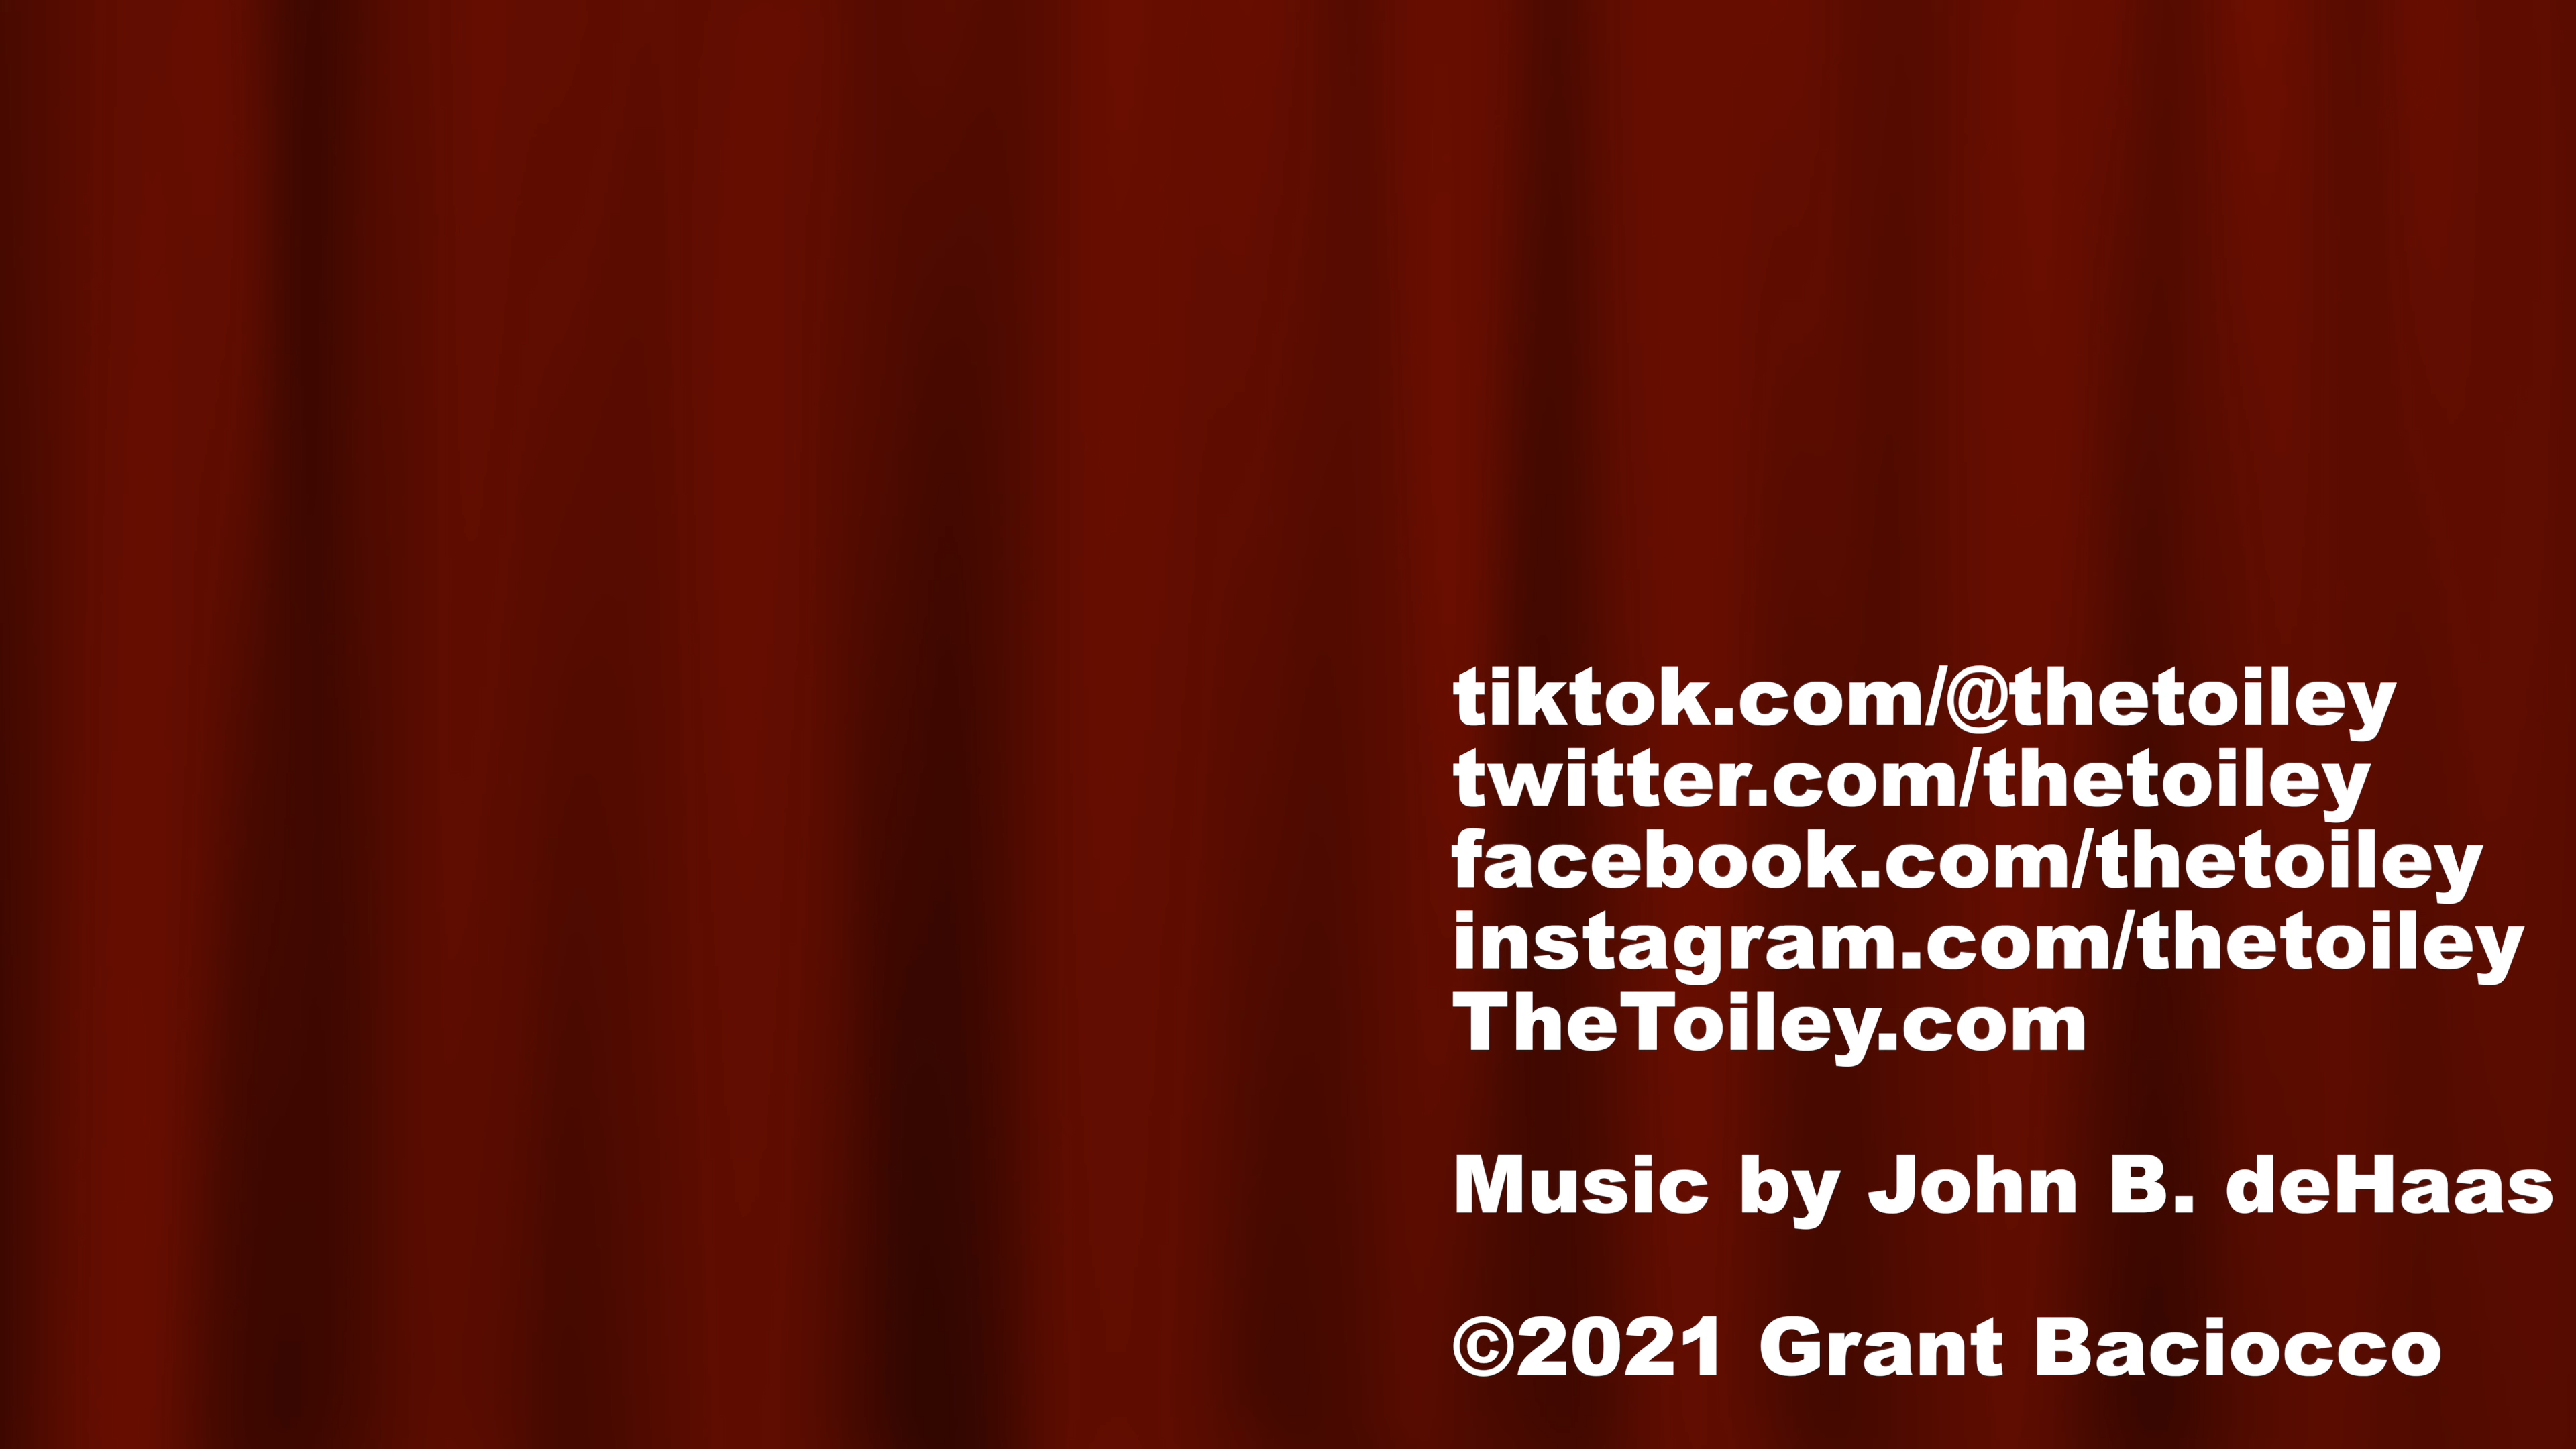 tiktok.com/@thetoiley
twitter.com/thetoiley
facebook.com/thetoiley
instagram.com/thetoiley
TheToiley.com
Music by John B. deHaas
©2021 Grant Baciocco